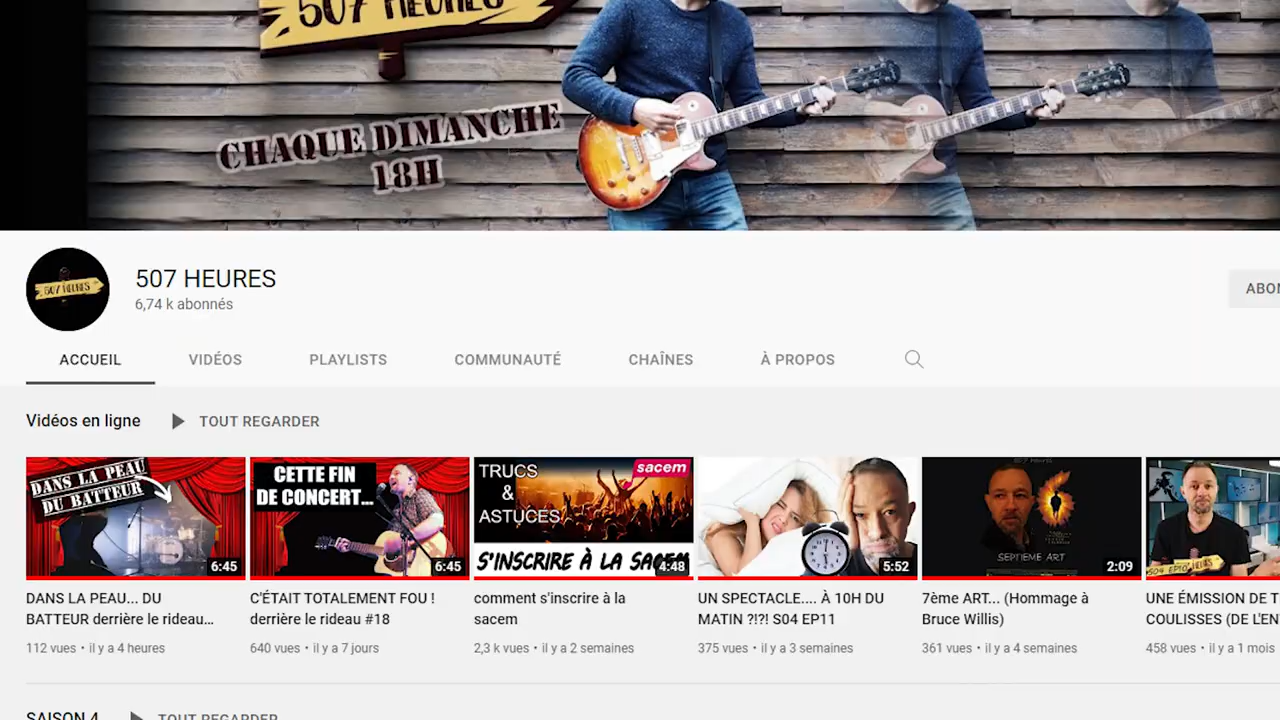 507 HEURES
CHAQUE DIMANCHE
18H
507 HEURES
507 HEURES
6,74 k abonnés
ACCUEIL
VIDÉOS
PLAYLISTS
COMMUNAUTÉ
CHAÎNES
À PROPOS
Vidéos en ligne
TOUT REGARDER
DANS LA PEAU
DU BATTEUR
6:45
CETTE FIN
DE CONCERT...
6:45
TRUCS
&
ASTUCES
sacem
S'INSCRIRE À LA SACEM
4:48
5:52
SEPTIEME ART
2:09
DANS LA PEAU... DU
BATTEUR derrière le rideau...
112 vues • il y a 4 heures
C'ÉTAIT TOTALEMENT FOU !
derrière le rideau #18
640 vues • il y a 7 jours
comment s'inscrire à la
sacem
2,3 k vues • il y a 2 semaines
UN SPECTACLE.... À 10H DU
MATIN ?!?! S04 EP11
375 vues • il y a 3 semaines
7ème ART... (Hommage à
Bruce Willis)
361 vues • il y a 4 semaines
UNE ÉMISSION DE T
COULISSES (DE L'EN
458 vues • il y a 1 mois
SAISON 4
TOUT REGARDER